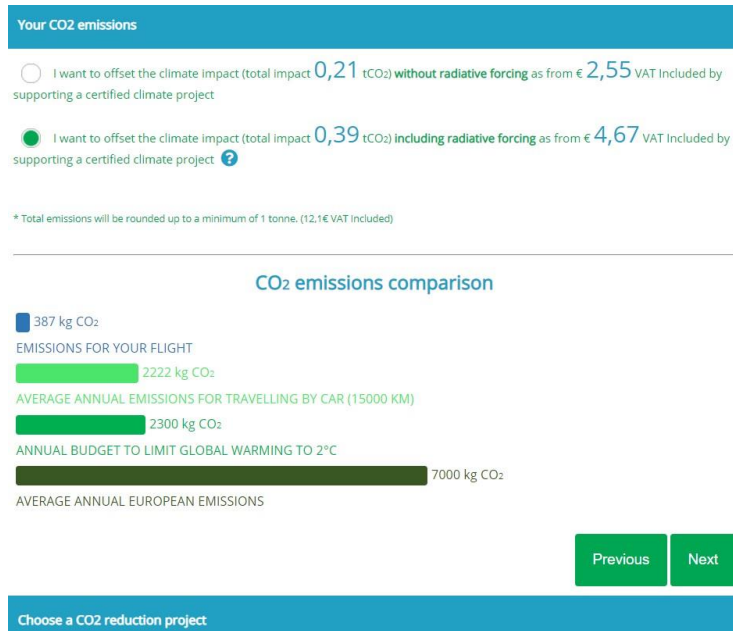 Your CO2 emissions
I want to offset the climate impact (total impact 0,21 tCO2) without radiative forcing as from € 2,55 VAT Included by
supporting a certified climate project
I want to offset the climate impact (total impact 0,39 tCO2) including radiative forcing as from € 4,67 VAT Included by
supporting a certified climate project ?
* Total emissions will be rounded up to a minimum of 1 tonne. (12,1€ VAT Included)
CO2 emissions comparison
387 kg CO2
EMISSIONS FOR YOUR FLIGHT
2222 kg CO2
AVERAGE ANNUAL EMISSIONS FOR TRAVELLING BY CAR (15000 KM)
2300 kg CO2
ANNUAL BUDGET TO LIMIT GLOBAL WARMING TO 2°C
7000 kg CO2
AVERAGE ANNUAL EUROPEAN EMISSIONS
Previous Next
Choose a CO2 reduction project